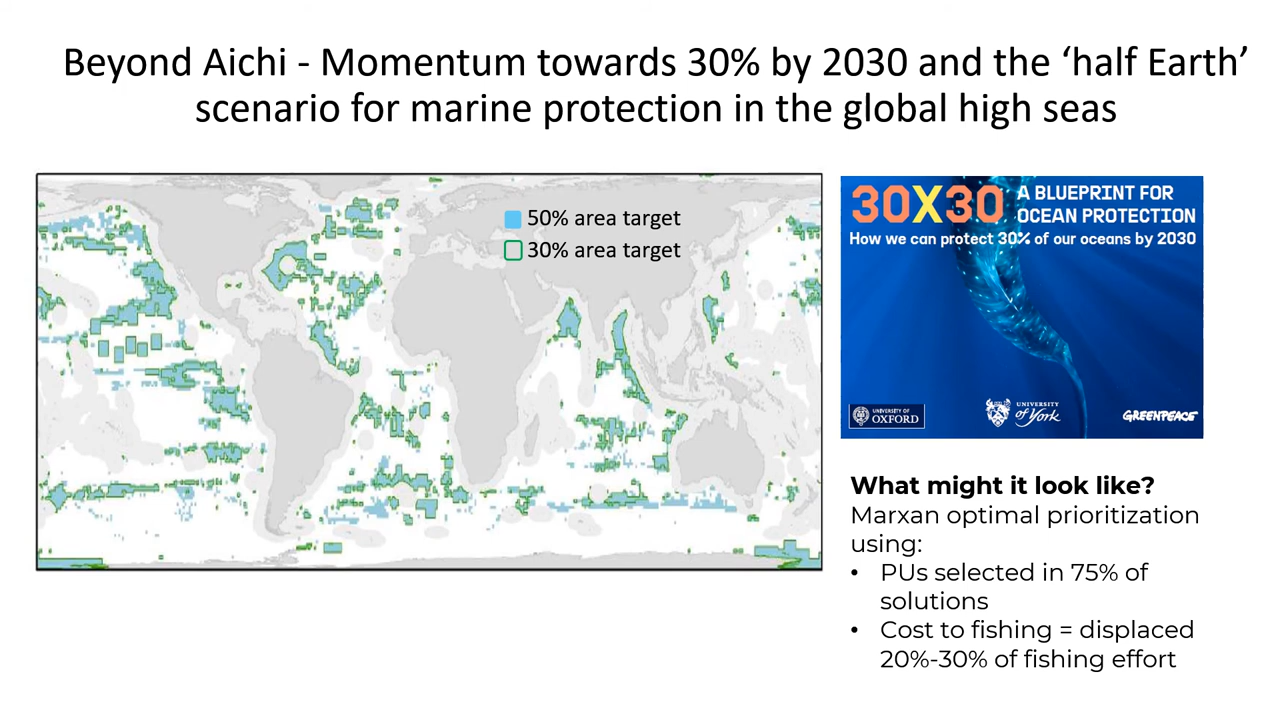 Beyond Aichi - Momentum towards 30% by 2030 and the ‘half Earth’
scenario for marine protection in the global high seas
50% area target
30% area target
30X30
A BLUEPRINT FOR
OCEAN PROTECTION
How we can protect 30% of our oceans by 2030
UNIVERSITY OF
OXFORD
UNIVERSITY
of York
GREENPEACE
What might it look like?
Marxan optimal prioritization
using:
• PUs selected in 75% of
solutions
• Cost to fishing = displaced
20%-30% of fishing effort